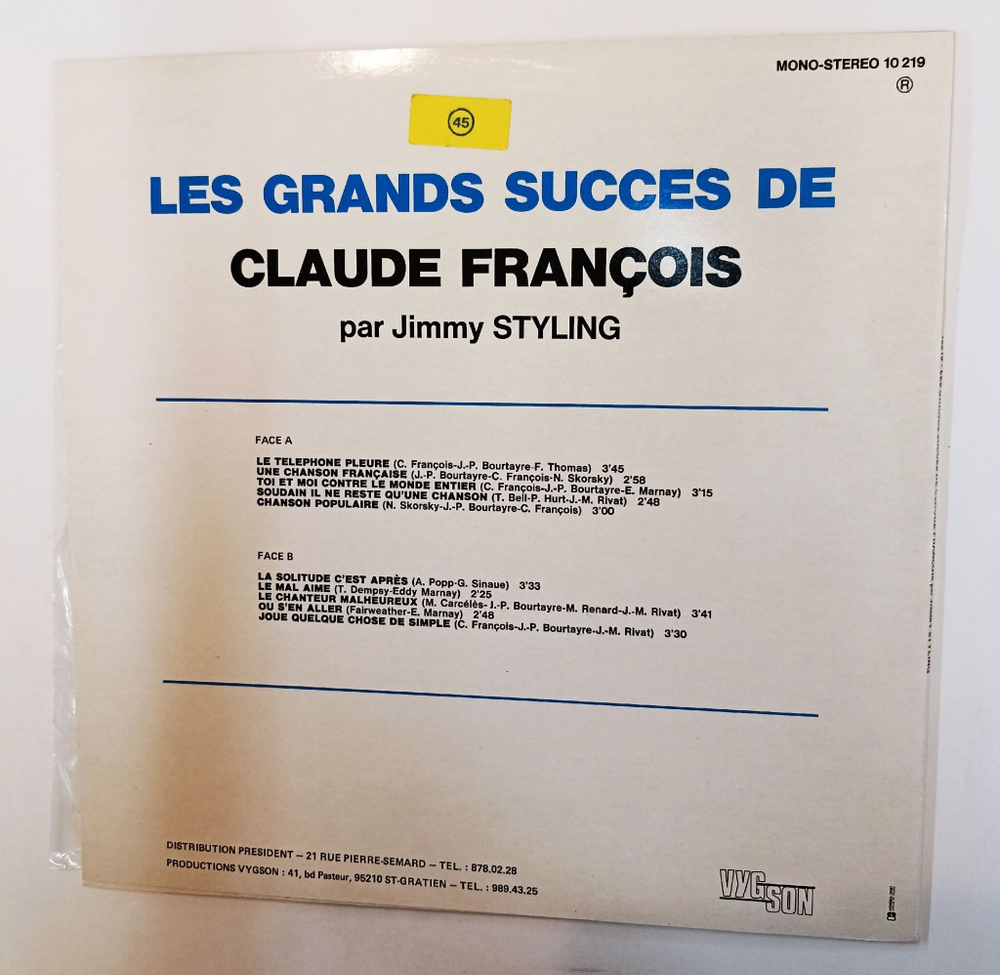 MONO-STEREO 10 219
®
45
LES GRANDS SUCCES DE
CLAUDE FRANÇOIS
par Jimmy STYLING
FACE A
LE TELEPHONE PLEURE (C. François-J.-P. Bourtayre-F. Thomas) 3'45
UNE CHANSON FRANÇAISE (J.-P. Bourtayre-C. François-N. Skorsky) 2'58
TOI ET MOI CONTRE LE MONDE ENTIER (C. François-J.-P. Bourtayre-E. Marnay) 3'15
SOUDAIN IL NE RESTE QU'UNE CHANSON (T. Bell-P. Hurt-J.-M. Rivat) 2'48
CHANSON POPULAIRE (N. Skorsky-J.-P. Bourtayre-C. François) 3'00
FACE B
LA SOLITUDE C'EST APRÈS (A. Popp-G. Sinaue) 3'33
LE MAL AIME (T. Dempsy-Eddy Marnay) 2'25
LE CHANTEUR MALHEUREUX (M. Carcélès- J.-P. Bourtayre-M. Renard-J.-M. Rivat) 3'41
OU S'EN ALLER (Fairweather-E. Marnay) 2'48
JOUE QUELQUE CHOSE DE SIMPLE (C. François-J.-P. Bourtayre-J.-M. Rivat) 3'30
DISTRIBUTION PRESIDENT – 21 RUE PIERRE-SEMARD – TEL. : 878.02.28
PRODUCTIONS VYGSON : 41, bd Pasteur, 95210 ST-GRATIEN – TEL. : 989.43.25
VYGSON